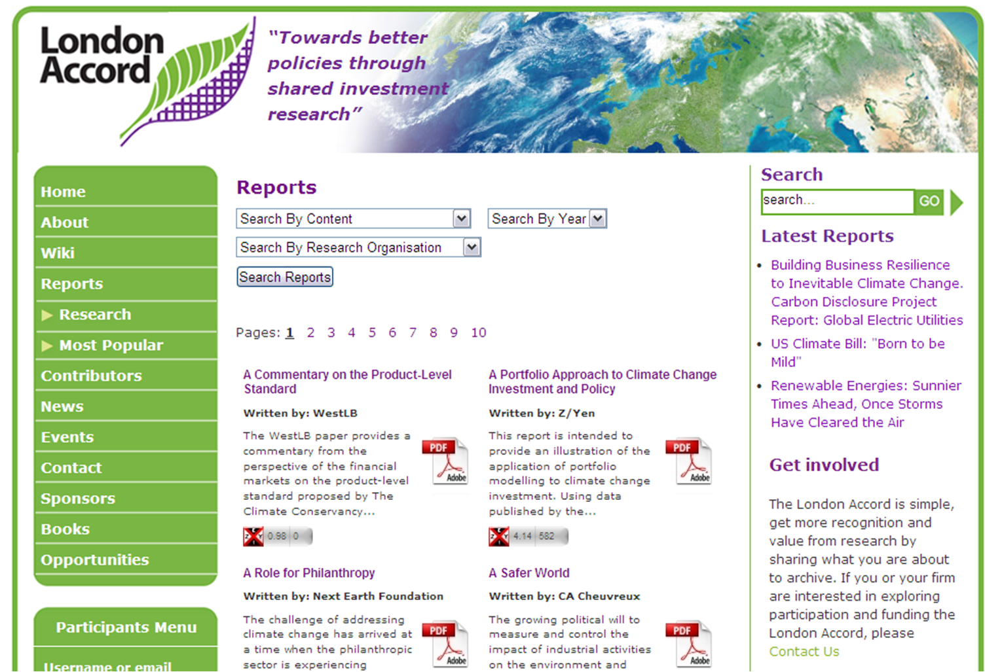 London
Accord
“Towards better
policies through
shared investment
research”
Home
About
Wiki
Reports
Research
Most Popular
Contributors
News
Events
Contact
Sponsors
Books
Opportunities
Participants Menu
Username or email
Reports
Search By Content
Search By Year
Search By Research Organisation
Search Reports
Pages: 1 2 3 4 5 6 7 8 9 10
A Commentary on the Product-Level
Standard
Written by: WestLB
The WestLB paper provides a
commentary from the
perspective of the financial
markets on the product-level
standard proposed by The
Climate Conservancy...
PDF
Adobe
0.98 0
A Portfolio Approach to Climate Change
Investment and Policy
Written by: Z/Yen
This report is intended to
provide an illustration of the
application of portfolio
modelling to climate change
investment. Using data
published by the...
PDF
Adobe
4.14 582
A Role for Philanthropy
Written by: Next Earth Foundation
The challenge of addressing
climate change has arrived at
a time when the philanthropic
sector is experiencing
PDF
Adobe
A Safer World
Written by: CA Cheuvreux
The growing political will to
measure and control the
impact of industrial activities
on the environment and
PDF
Adobe
Search
search...
GO
Latest Reports
Building Business Resilience
to Inevitable Climate Change.
Carbon Disclosure Project
Report: Global Electric Utilities
US Climate Bill: "Born to be
Mild"
Renewable Energies: Sunnier
Times Ahead, Once Storms
Have Cleared the Air
Get involved
The London Accord is simple,
get more recognition and
value from research by
sharing what you are about
to archive. If you or your firm
are interested in exploring
participation and funding the
London Accord, please
Contact Us